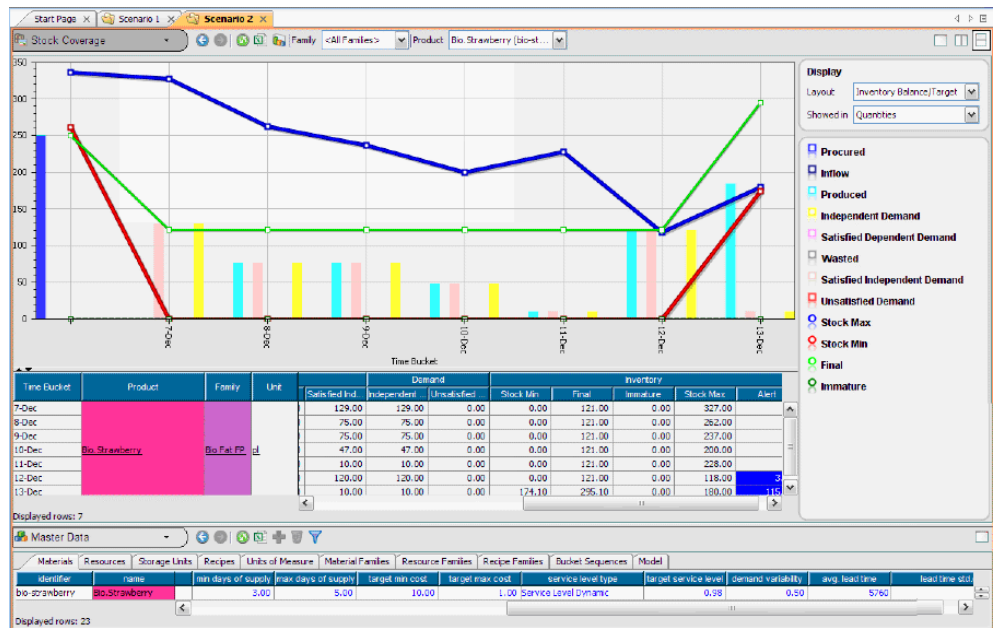 Start Page Scenario 1 Scenario 2
Stock Coverage Family <All Families> Product Bio.Strawberry (bio-st...
350
300
250
200
150
100
50
0
7-Dec 8-Dec 9-Dec 10-Dec 11-Dec 12-Dec 13-Dec
Time Bucket
Display
Layout Inventory Balance/Target
Showed in Quantities
Procured
Inflow
Produced
Independent Demand
Satisfied Dependent Demand
Wasted
Satisfied Independent Demand
Unsatisfied Demand
Stock Max
Stock Min
Final
Immature
Demand Inventory
Time Bucket Product Family Unit Satisfied Ind... Independent ... Unsatisfied ... Stock Min Final Immature Stock Max Alert
7-Dec 129.00 129.00 0.00 0.00 121.00 0.00 327.00
8-Dec 75.00 75.00 0.00 0.00 121.00 0.00 262.00
9-Dec 75.00 75.00 0.00 0.00 121.00 0.00 237.00
10-Dec Bio.Strawberry Bio Fat FP pl 47.00 47.00 0.00 0.00 121.00 0.00 200.00
11-Dec 10.00 10.00 0.00 0.00 121.00 0.00 228.00
12-Dec 120.00 120.00 0.00 0.00 121.00 0.00 118.00 3
13-Dec 10.00 10.00 0.00 174.10 295.10 0.00 180.00 115
Displayed rows: 7
Master Data
Materials Resources Storage Units Recipes Units of Measure Material Families Resource Families Recipe Families Bucket Sequences Model
identifier name min days of supply max days of supply target min cost target max cost service level type target service level demand variability avg. lead time lead time std.
bio-strawberry Bio.Strawberry 3.00 5.00 10.00 1.00 Service Level Dynamic 0.98 0.50 5760
Displayed rows: 23